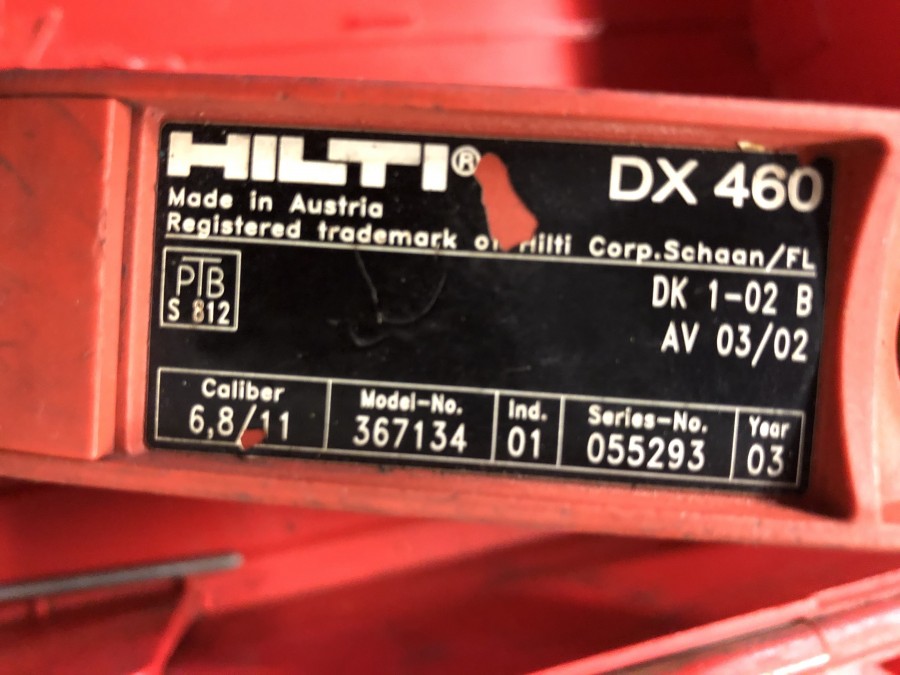 HILTI® DX 460
Made in Austria
Registered trademark of Hilti Corp.Schaan/FL
PTB
S 812
DK 1-02 B
AV 03/02
Caliber
6,8/11
Model-No.
367134
Ind.
01
Series-No.
055293
Year
03